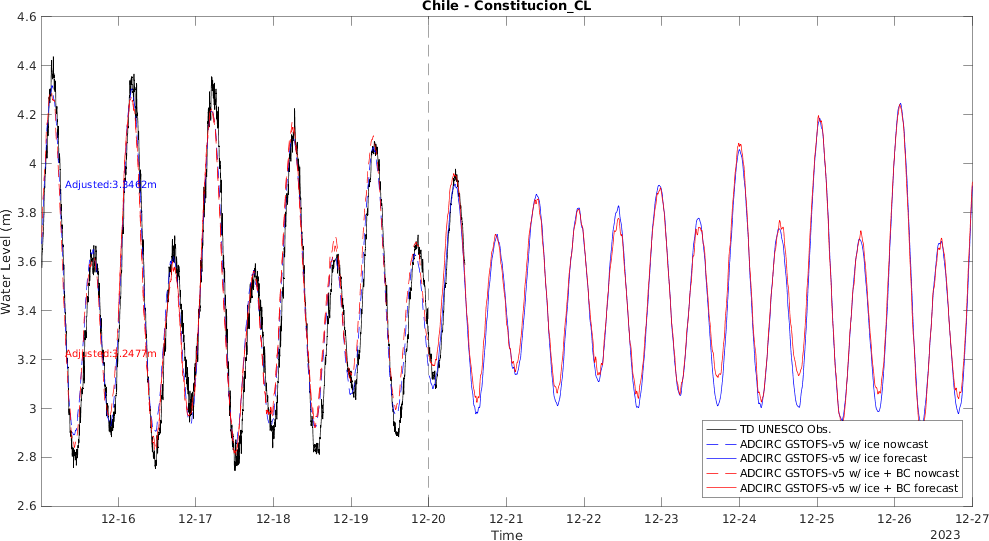 Chile - Constitucion_CL
4.6
4.4
4.2
4
3.8
3.6
3.4
3.2
3
2.8
2.6
Water Level (m)
Adjusted:3.3462m
Adjusted:3.2477m
TD UNESCO Obs.
ADCIRC GSTOFS-v5 w/ ice nowcast
ADCIRC GSTOFS-v5 w/ ice forecast
ADCIRC GSTOFS-v5 w/ ice + BC nowcast
ADCIRC GSTOFS-v5 w/ ice + BC forecast
12-16 12-17 12-18 12-19 12-20 12-21 12-22 12-23 12-24 12-25 12-26 12-27
Time
2023